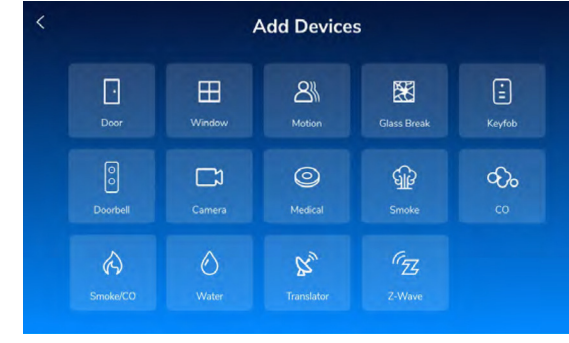 Add Devices
Door
Window
Motion
Glass Break
Keyfob
Doorbell
Camera
Medical
Smoke
CO
Smoke/CO
Water
Translator
Z-Wave